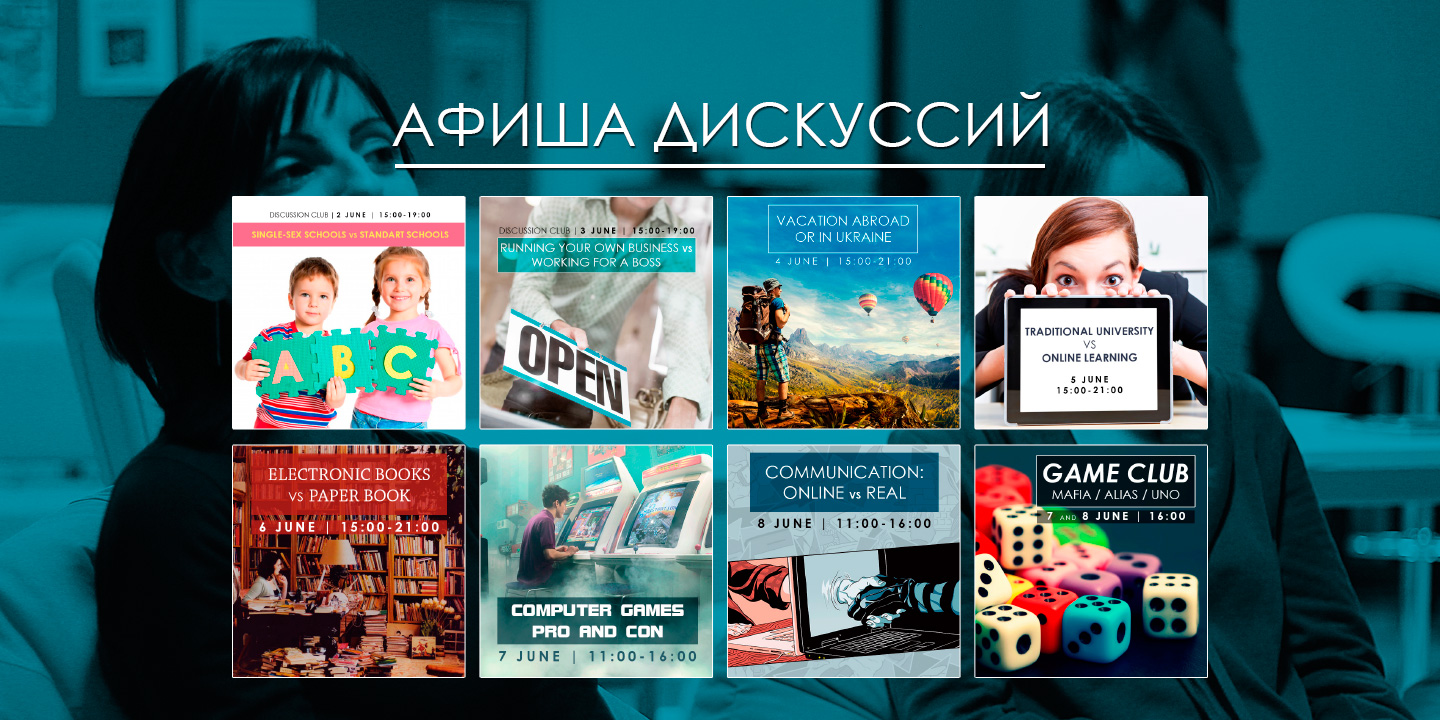 АФИША ДИСКУССИЙ
DISCUSSION CLUB | 2 JUNE | 15:00-19:00
SINGLE-SEX SCHOOLS vs STANDART SCHOOLS
A B C
DISCUSSION CLUB | 3 JUNE | 15:00-19:00
RUNNING YOUR OWN BUSINESS vs
WORKING FOR A BOSS
OPEN
VACATION ABROAD
OR IN UKRAINE
4 JUNE | 15:00-21:00
TRADITIONAL UNIVERSITY
VS
ONLINE LEARNING
5 JUNE
15:00-21:00
ELECTRONIC BOOKS
VS PAPER BOOK
6 JUNE | 15:00-21:00
COMPUTER GAMES
PRO AND CON
7 JUNE | 11:00-16:00
COMMUNICATION:
ONLINE vs REAL
8 JUNE | 11:00-16:00
GAME CLUB
MAFIA / ALIAS / UNO
7 AND 8 JUNE | 16:00